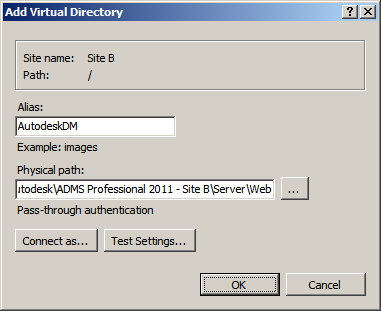 Add Virtual Directory
Site name: Site B
Path: /
Alias:
AutodeskDM
Example: images
Physical path:
utodesk\ADMS Professional 2011 - Site B\Server\Web
...
Pass-through authentication
Connect as... Test Settings...
OK Cancel